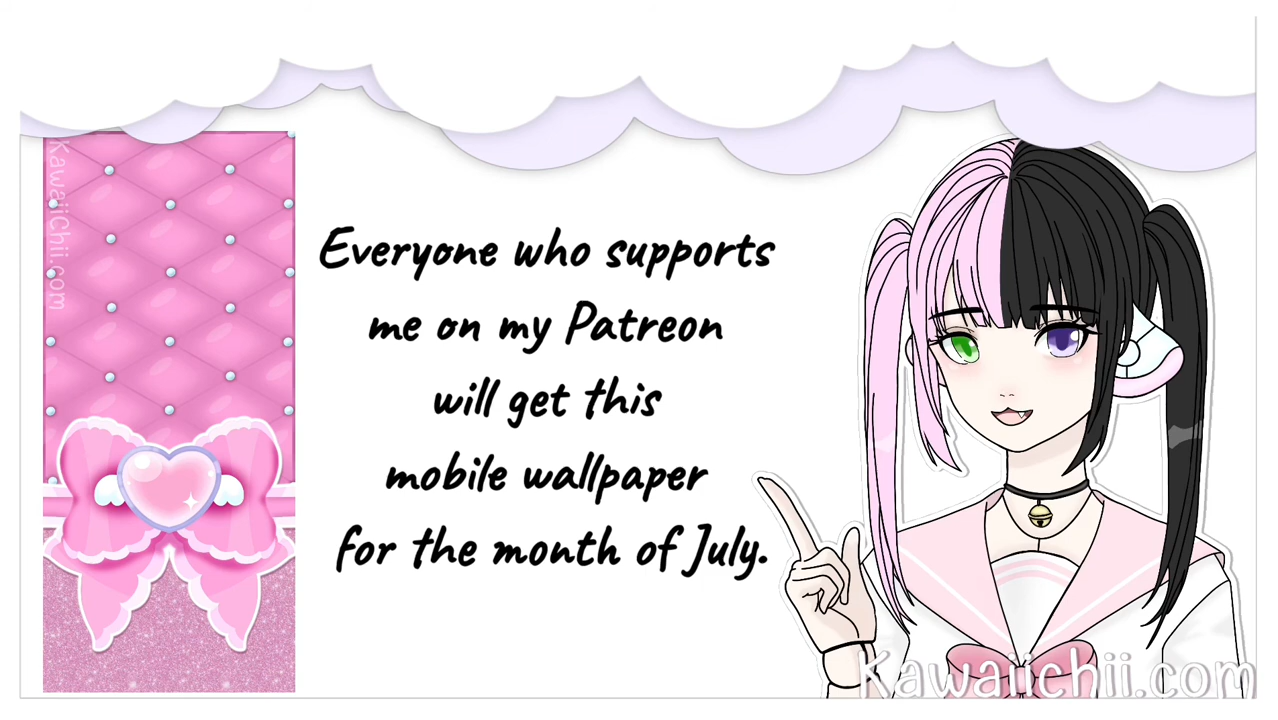 KawaiiChii.com
Everyone who supports
me on my Patreon
will get this
mobile wallpaper
for the month of July.
Kawaiichii.com